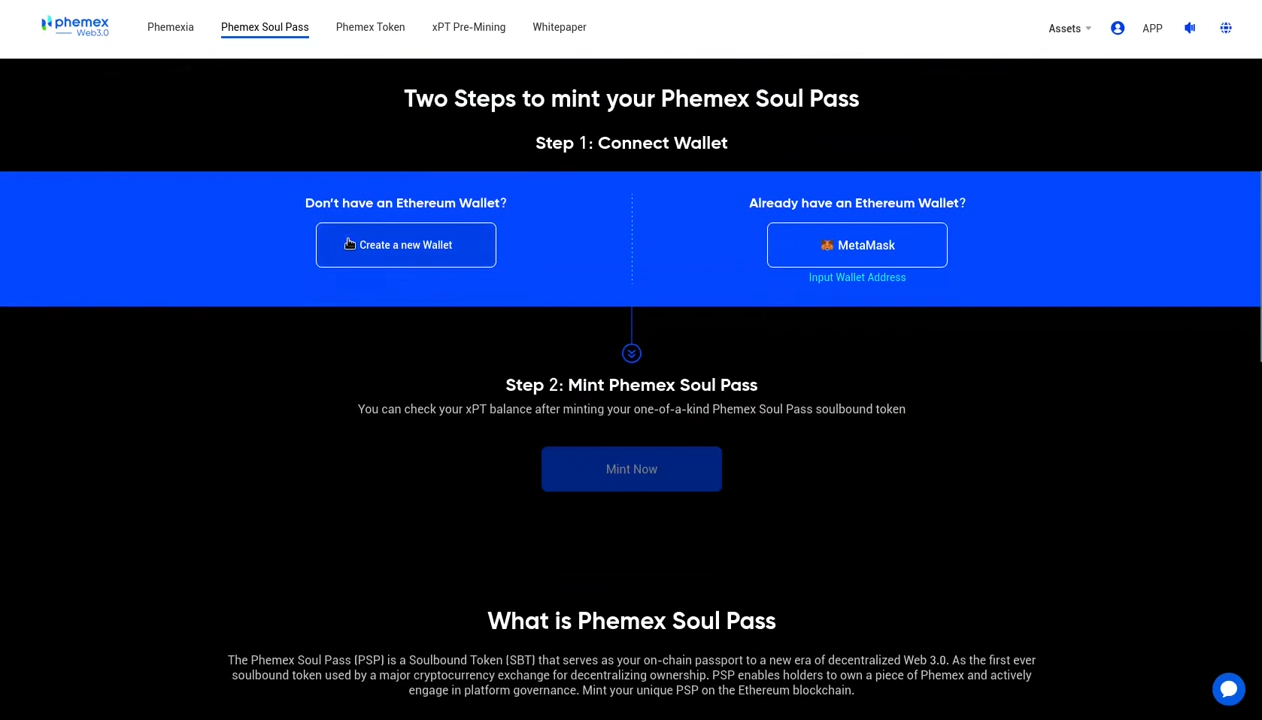 phemex
Web3.0
Phemexia
Phemex Soul Pass
Phemex Token
xPT Pre-Mining
Whitepaper
Assets
APP
Two Steps to mint your Phemex Soul Pass
Step 1: Connect Wallet
Don't have an Ethereum Wallet?
Create a new Wallet
Already have an Ethereum Wallet?
MetaMask
Input Wallet Address
Step 2: Mint Phemex Soul Pass
You can check your xPT balance after minting your one-of-a-kind Phemex Soul Pass soulbound token
Mint Now
What is Phemex Soul Pass
The Phemex Soul Pass (PSP) is a Soulbound Token (SBT) that serves as your on-chain passport to a new era of decentralized Web 3.0. As the first ever
soulbound token used by a major cryptocurrency exchange for decentralizing ownership. PSP enables holders to own a piece of Phemex and actively
engage in platform governance. Mint your unique PSP on the Ethereum blockchain.